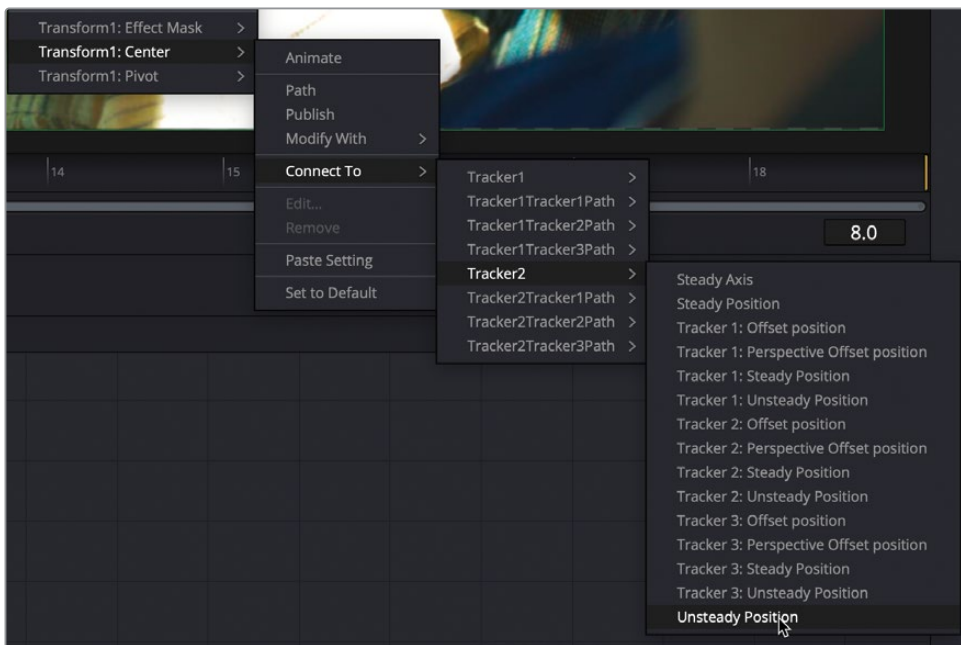 Transform1: Effect Mask >
Transform1: Center >
Transform1: Pivot >
Animate
Path
Publish
Modify With >
Connect To >
Edit...
Remove
Paste Setting
Set to Default
14
15
18
8.0
Tracker1 >
Tracker1Tracker1Path >
Tracker1Tracker2Path >
Tracker1Tracker3Path >
Tracker2 >
Tracker2Tracker1Path >
Tracker2Tracker2Path >
Tracker2Tracker3Path >
Steady Axis
Steady Position
Tracker 1: Offset position
Tracker 1: Perspective Offset position
Tracker 1: Steady Position
Tracker 1: Unsteady Position
Tracker 2: Offset position
Tracker 2: Perspective Offset position
Tracker 2: Steady Position
Tracker 2: Unsteady Position
Tracker 3: Offset position
Tracker 3: Perspective Offset position
Tracker 3: Steady Position
Tracker 3: Unsteady Position
Unsteady Position